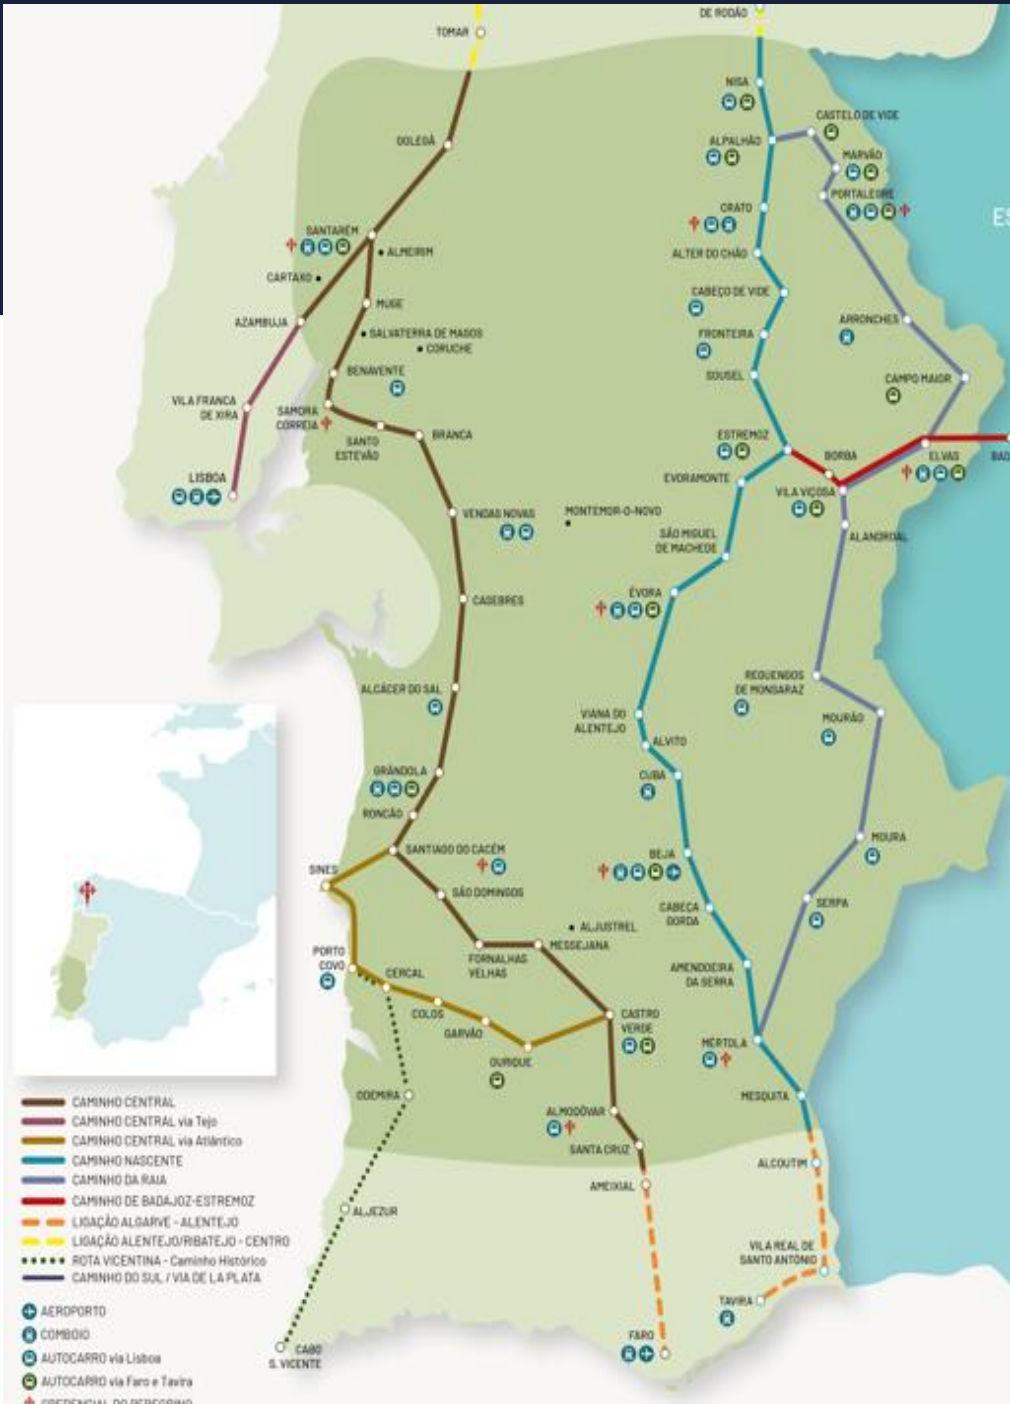 TOMAR
DE RODÃO
NISA
CASTELO DE VIDE
GOLEGÃ
ALPALHÃO
MARVÃO
PORTALEGRE
CRATO
ES
SANTARÉM
ALMEIRIM
ALTER DO CHÃO
CARTAXO
CABEÇO DE VIDE
MUGE
AZAMBUJA
ARRONCHES
SALVATERRA DE MAGOS
FRONTEIRA
CORUCHE
BENAVENTE
SOUSEL
CAMPO MAIOR
VILA FRANCA
DE XIRA
SAMORA
CORREIA
BRANCA
SANTO
ESTEVÃO
ESTREMOZ
BORBA
ELVAS
BAD
LISBOA
EVORAMONTE
VILA VIÇOSA
VENDAS NOVAS
MONTEMOR-O-NOVO
SÃO MIGUEL
DE MACHEDE
ALANDROAL
CASEBRES
ÉVORA
ALCÁCER DO SAL
REGUENGOS
DE MONSARAZ
VIANA DO
ALENTEJO
MOURÃO
ALVITO
GRÂNDOLA
CUBA
RONCÃO
MOURA
SANTIAGO DO CACÉM
BEJA
SINES
SÃO DOMINGOS
SERPA
CABEÇA
GORDA
ALJUSTREL
MESSEJANA
PORTO
COVO
FORNALHAS
VELHAS
AMENDOEIRA
DA SERRA
CERCAL
COLOS
CASTRO
VERDE
GARVÃO
MÉRTOLA
OURIQUE
ODEMIRA
MESQUITA
ALMODÔVAR
SANTA CRUZ
ALCOUTIM
AMEIXIAL
ALJEZUR
VILA REAL DE
SANTO ANTÓNIO
TAVIRA
FARO
CABO
S. VICENTE
CAMINHO CENTRAL
CAMINHO CENTRAL via Tejo
CAMINHO CENTRAL via Atlântico
CAMINHO NASCENTE
CAMINHO DA RAIA
CAMINHO DE BADAJOZ-ESTREMOZ
LIGAÇÃO ALGARVE - ALENTEJO
LIGAÇÃO ALENTEJO/RIBATEJO - CENTRO
ROTA VICENTINA - Caminho Histórico
CAMINHO DO SUL / VIA DE LA PLATA
AEROPORTO
COMBOIO
AUTOCARRO via Lisboa
AUTOCARRO via Faro e Tavira
CREDENCIAL DO PEREGRINO